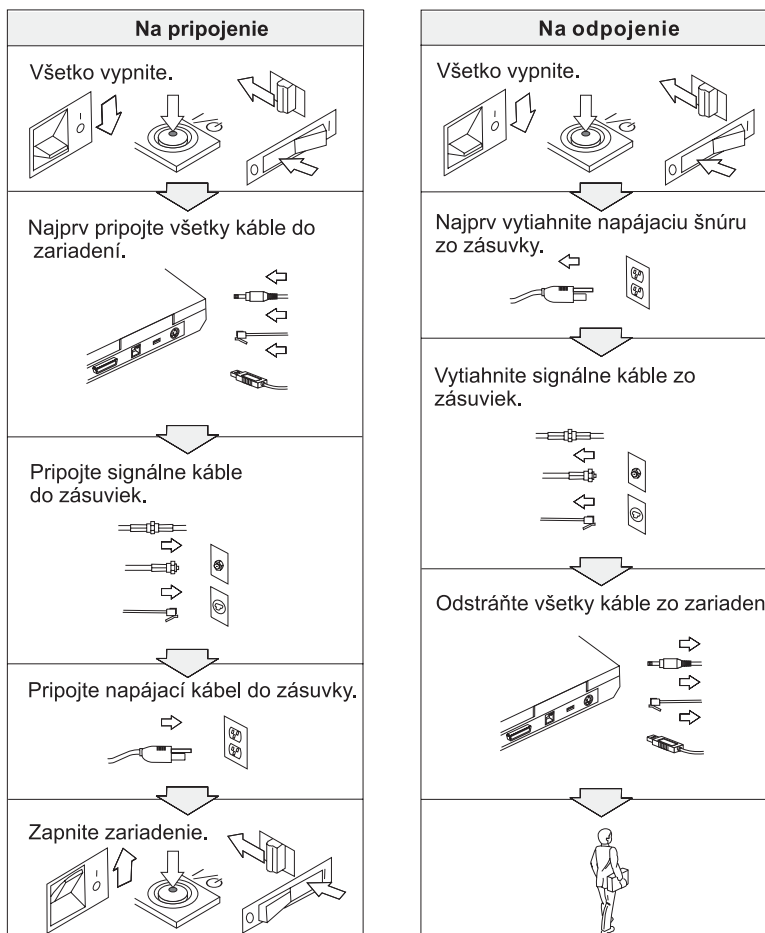 Na pripojenie
Všetko vypnite.
Najprv pripojte všetky káble do
zariadení.
Pripojte signálne káble
do zásuviek.
Pripojte napájací kábel do zásuvky.
Zapnite zariadenie.
Na odpojenie
Všetko vypnite.
Najprv vytiahnite napájaciu šnúru
zo zásuvky.
Vytiahnite signálne káble zo
zásuviek.
Odstráňte všetky káble zo zariaden